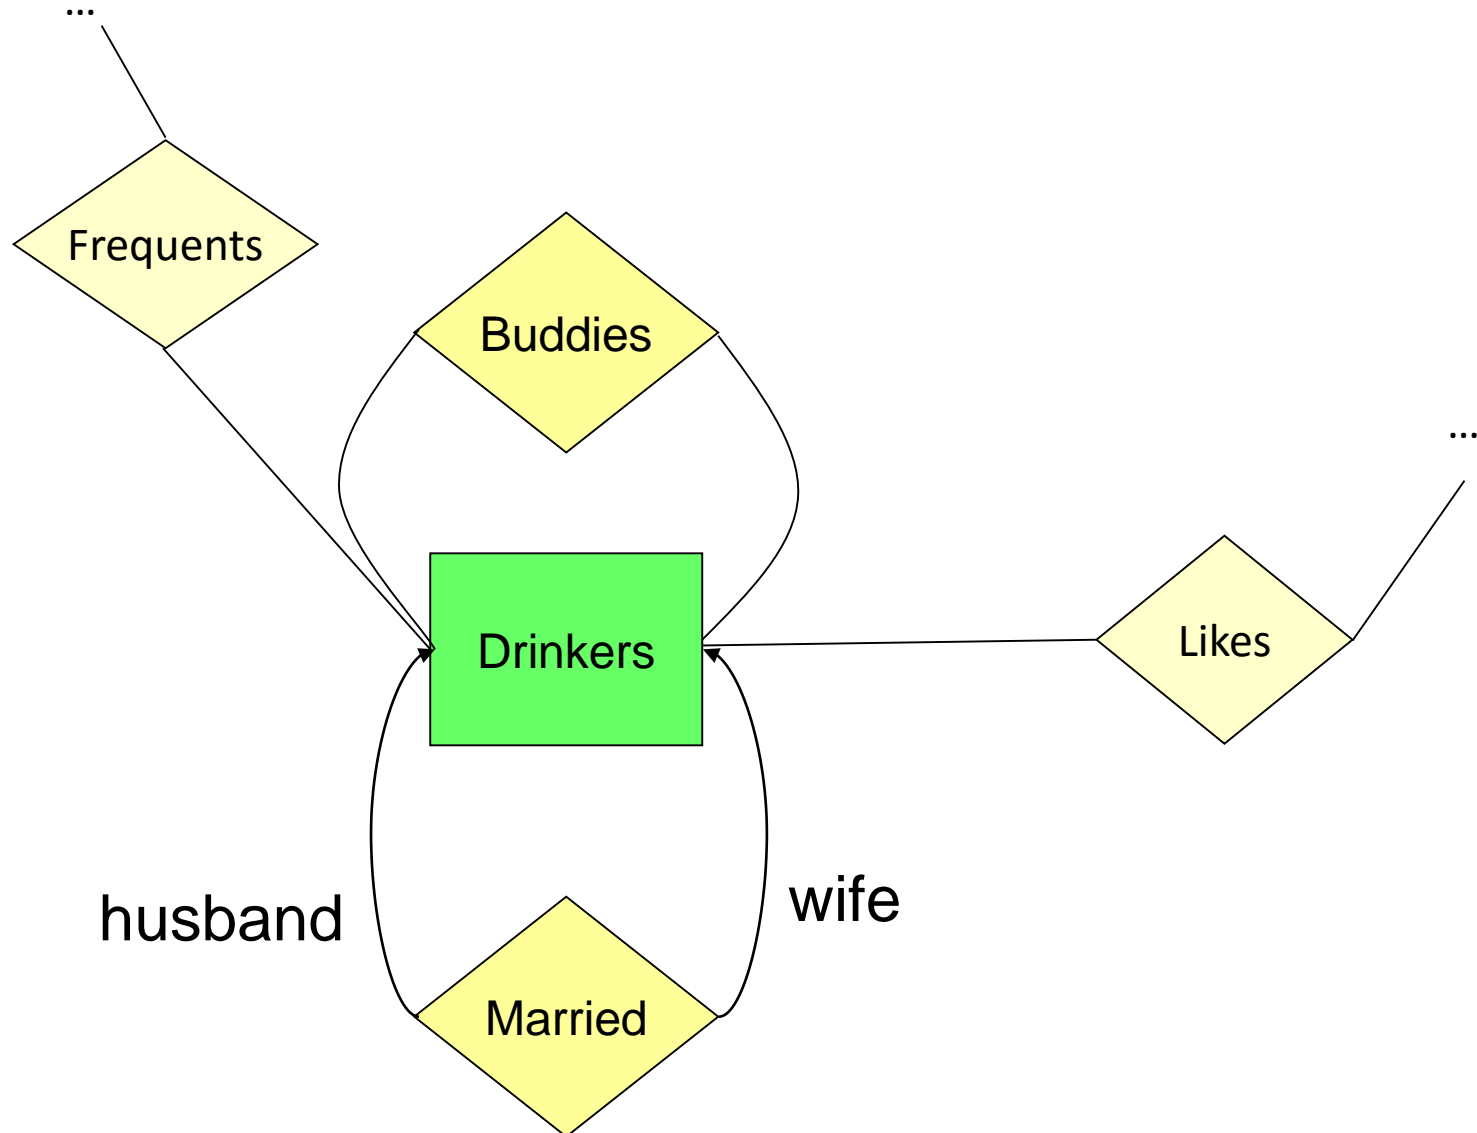 ...
Frequents
Buddies
...
Drinkers
Likes
husband
wife
Married